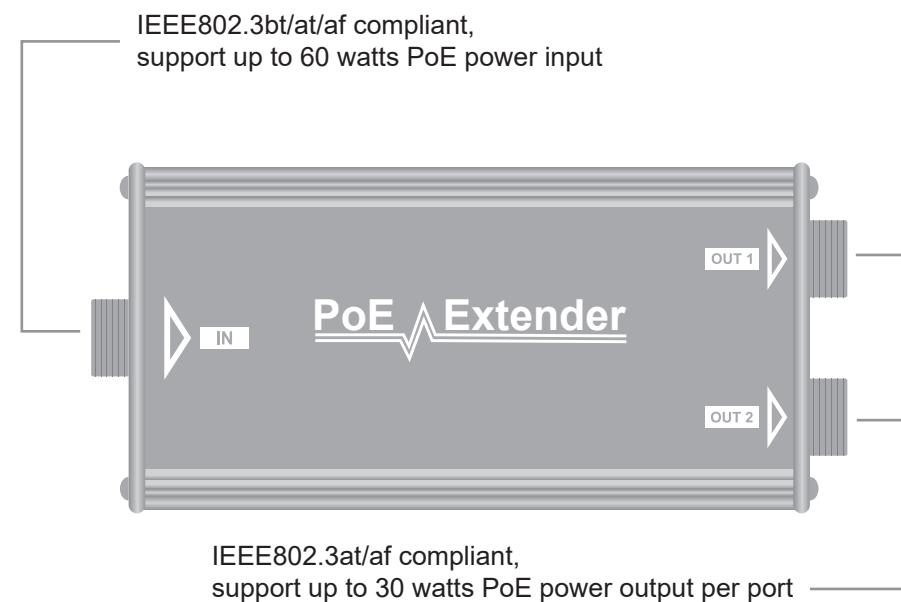 IEEE802.3bt/at/af compliant,
support up to 60 watts PoE power input
OUT 1
PoE Extender
IN
OUT 2
IEEE802.3at/af compliant,
support up to 30 watts PoE power output per port